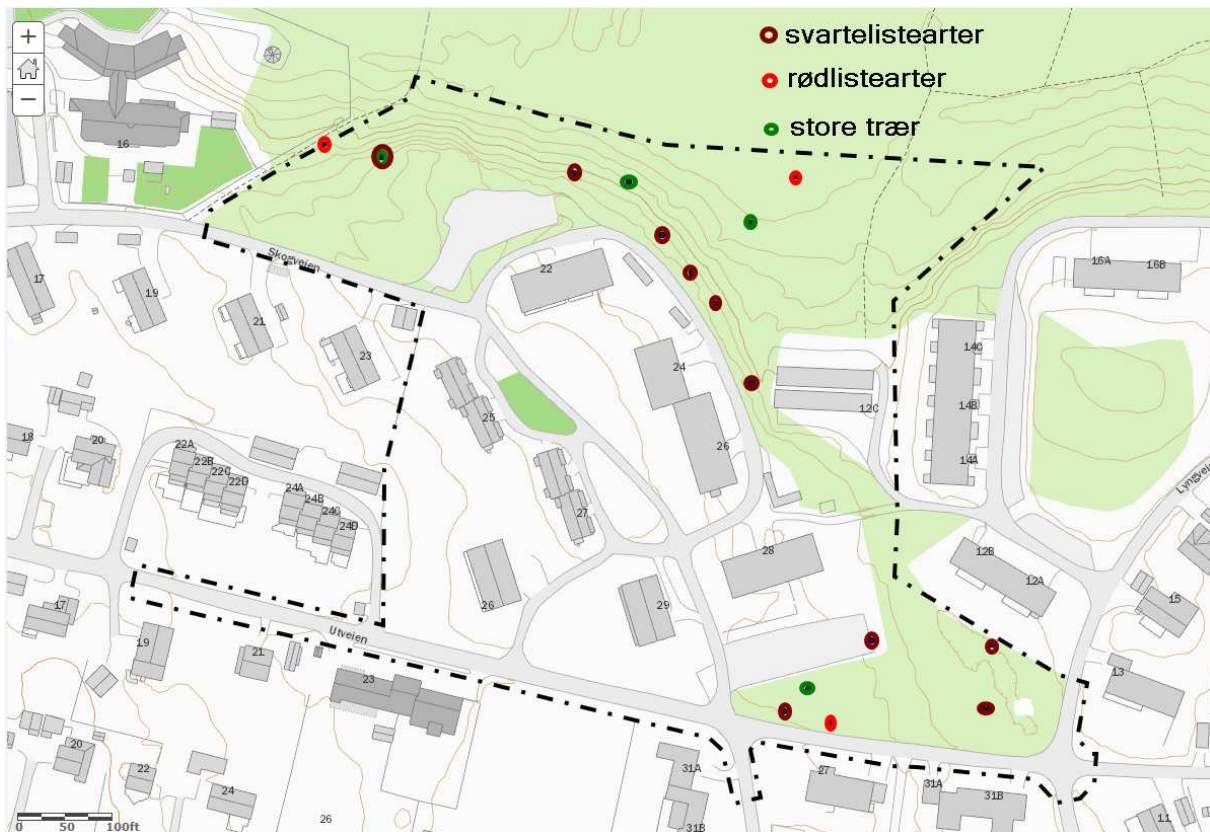 +
−
svartelistearter
rødlistearter
store trær
16
Skogveien
17
19
21
23
22
16A
16B
24
14C
25
12C
14B
18
20
22A
22B
22C
22D
24A
24B
24C
24D
26
14A
27
Lyngvei
28
12B
12A
26
29
15
17
19
Utveien
21
23
13
20
22
24
26
31A
27
31A
31B
31B
11
0 50 100ft